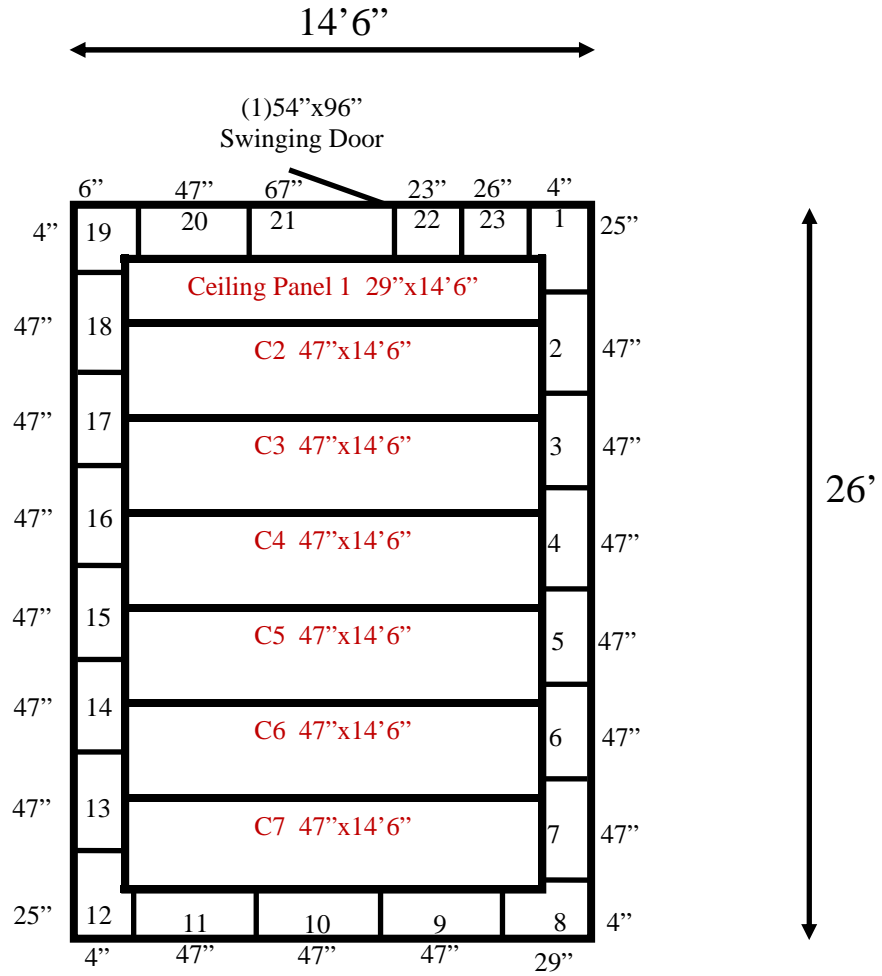 14’6”
(1)54”x96”
Swinging Door
6” 47” 67” 23” 26” 4”
4” 19 20 21 22 23 1 25”
Ceiling Panel 1 29”x14’6”
47” 18 C2 47”x14’6” 2 47”
47” 17 C3 47”x14’6” 3 47”
26’
47” 16 C4 47”x14’6” 4 47”
47” 15 C5 47”x14’6” 5 47”
47” 14 C6 47”x14’6” 6 47”
47” 13 C7 47”x14’6” 7 47”
25” 12 11 10 9 8 4”
4” 47” 47” 47” 29”